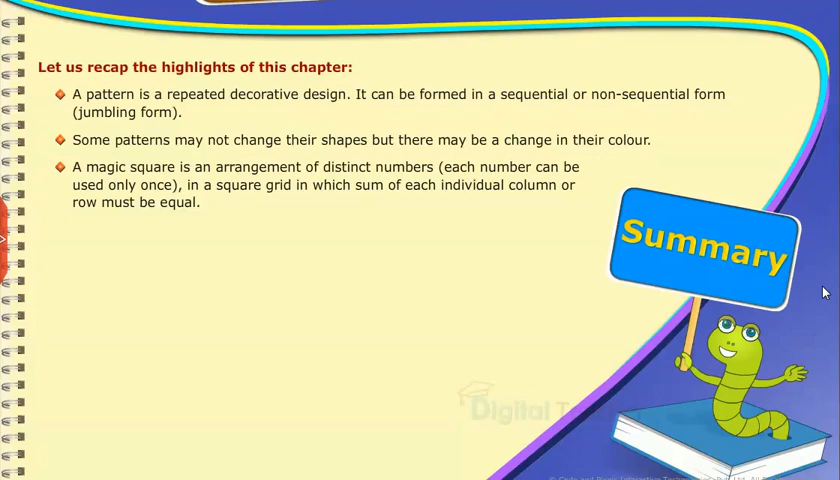 Let us recap the highlights of this chapter:
A pattern is a repeated decorative design. It can be formed in a sequential or non-sequential form
(jumbling form).
Some patterns may not change their shapes but there may be a change in their colour.
A magic square is an arrangement of distinct numbers (each number can be
used only once), in a square grid in which sum of each individual column or
row must be equal.
Summary
Digital